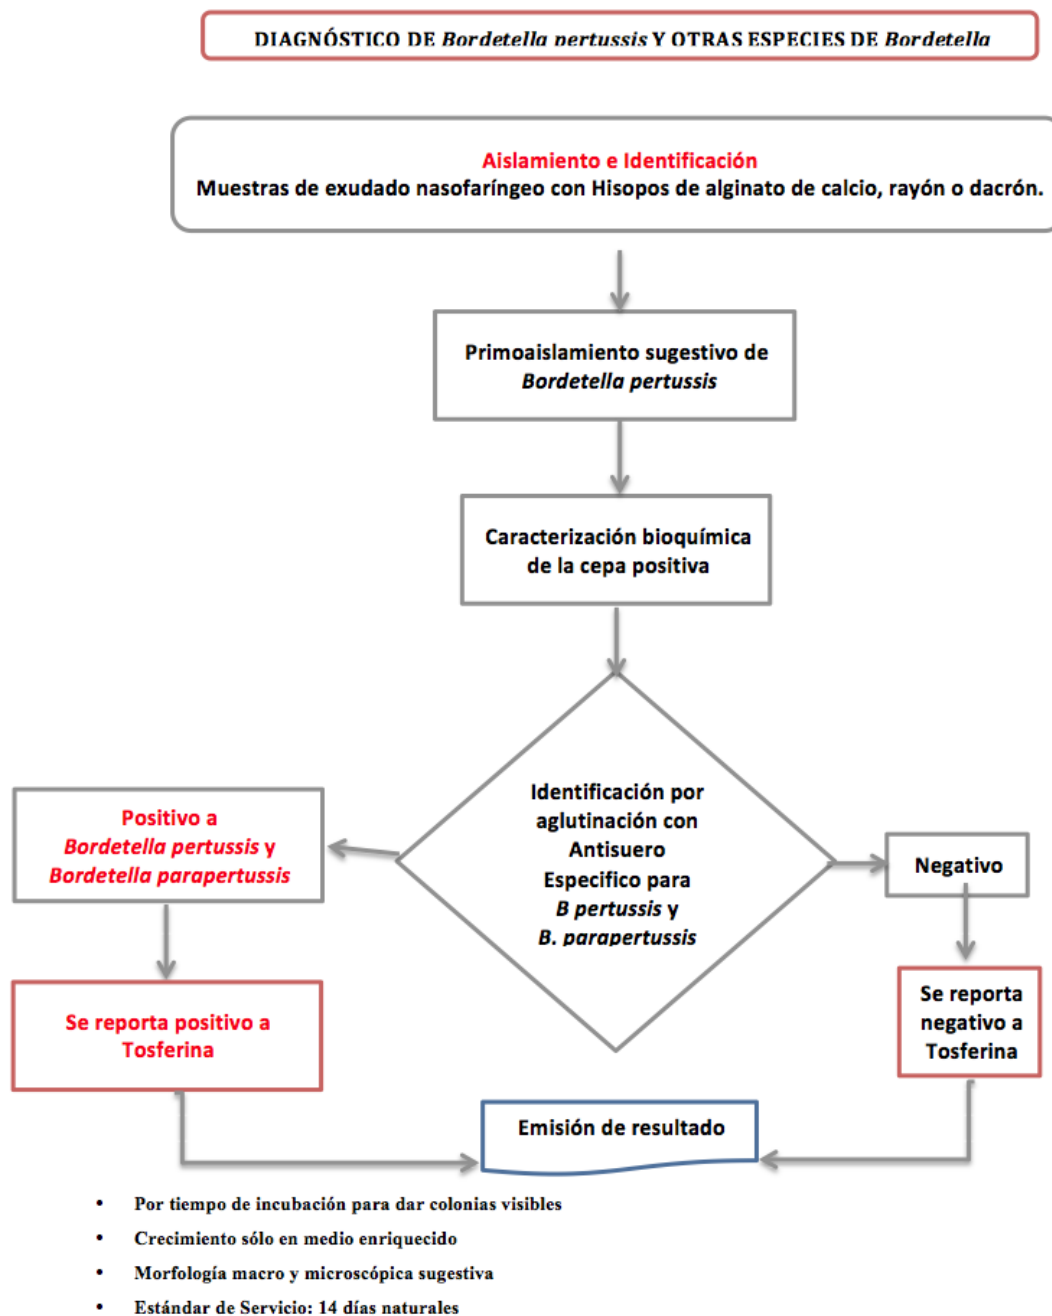 DIAGNÓSTICO DE Bordetella pertussis Y OTRAS ESPECIES DE Bordetella
Aislamiento e Identificación
Muestras de exudado nasofaríngeo con Hisopos de alginato de calcio, rayón o dacrón.
Primoaislamiento sugestivo de
Bordetella pertussis
Caracterización bioquímica
de la cepa positiva
Identificación por
aglutinación con
Antisuero
Especifico para
B pertussis y
B. parapertussis
Positivo a
Bordetella pertussis y
Bordetella parapertussis
Negativo
Se reporta positivo a
Tosferina
Se reporta
negativo a
Tosferina
Emisión de resultado
• Por tiempo de incubación para dar colonias visibles
• Crecimiento sólo en medio enriquecido
• Morfología macro y microscópica sugestiva
• Estándar de Servicio: 14 días naturales